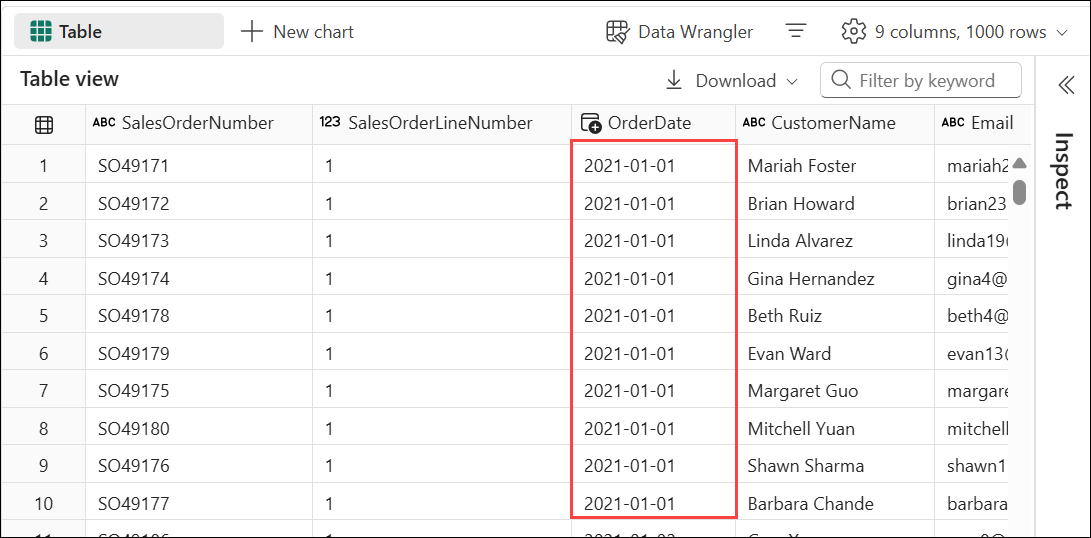 Table New chart Data Wrangler 9 columns, 1000 rows
Table view Download Filter by keyword
ABC SalesOrderNumber 123 SalesOrderLineNumber OrderDate ABC CustomerName ABC Email
1 SO49171 1 2021-01-01 Mariah Foster mariah2
2 SO49172 1 2021-01-01 Brian Howard brian23
3 SO49173 1 2021-01-01 Linda Alvarez linda19
4 SO49174 1 2021-01-01 Gina Hernandez gina4@
5 SO49178 1 2021-01-01 Beth Ruiz beth4@
6 SO49179 1 2021-01-01 Evan Ward evan13
7 SO49175 1 2021-01-01 Margaret Guo margare
8 SO49180 1 2021-01-01 Mitchell Yuan mitchell
9 SO49176 1 2021-01-01 Shawn Sharma shawn1
10 SO49177 1 2021-01-01 Barbara Chande barbara
Inspect